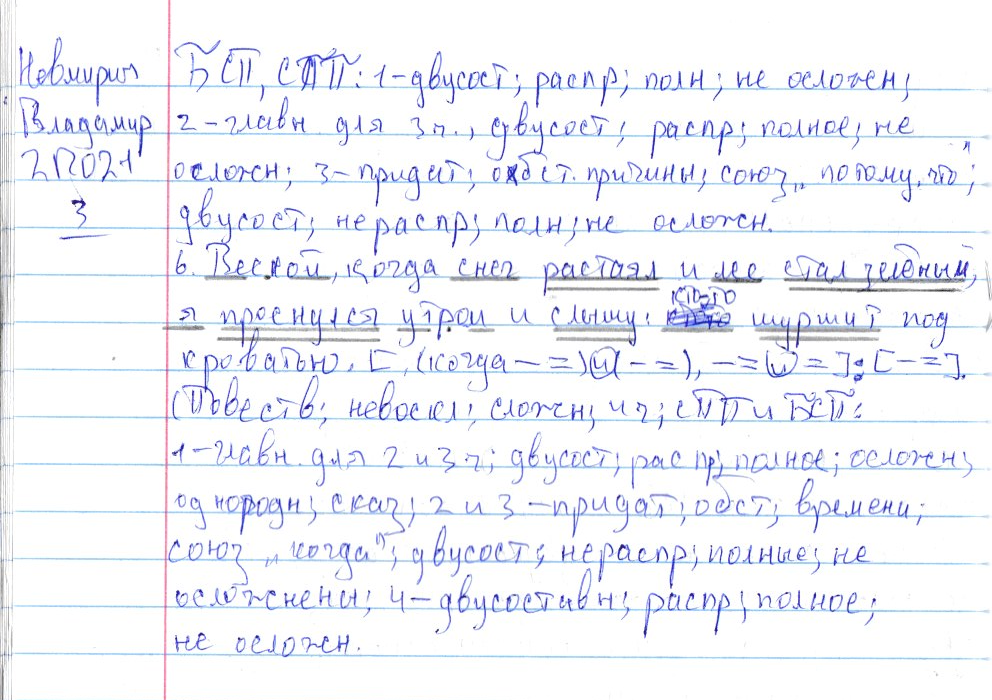 Невмирич
Владимир
2П021
3
БСП, СПП: 1-двусост; распр; полн; не осложн;
2-главн для 3ч., двусост; распр; полное; не
осложн; 3-придат; обст. причины; союз „потому, что";
двусост; нераспр; полн; не осложн.
6. Весной, когда снег растаял и лес стал зелёным,
я проснулся утром и слышу: кто-то шуршит под
кроватью. [, (когда – =) и (– =), – = и =]: [– =].
(Повеств; невоскл; сложн; 4ч; СПП и БСП:
1-главн. для 2 и 3ч; двусост; распр; полное; осложн;
однородн; сказ; 2 и 3-придат; обст; времени;
союз „когда"; двусост; нераспр; полные; не
осложнены; 4-двусоставн; распр; полное;
не осложн.